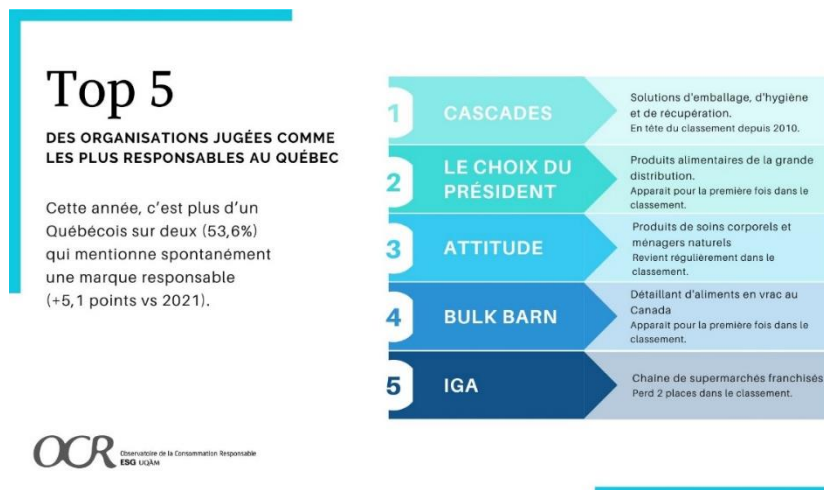 Top 5
DES ORGANISATIONS JUGÉES COMME
LES PLUS RESPONSABLES AU QUÉBEC
Cette année, c'est plus d'un
Québécois sur deux (53,6%)
qui mentionne spontanément
une marque responsable
(+5,1 points vs 2021).
1
CASCADES
Solutions d'emballage, d'hygiène
et de récupération.
En tête du classement depuis 2010.
2
LE CHOIX DU
PRÉSIDENT
Produits alimentaires de la grande
distribution.
Apparait pour la première fois dans le
classement.
3
ATTITUDE
Produits de soins corporels et
ménagers naturels
Revient régulièrement dans le
classement.
4
BULK BARN
Détaillant d'aliments en vrac au
Canada
Apparait pour la première fois dans le
classement.
5
IGA
Chaîne de supermarchés franchisés
Perd 2 places dans le classement.
OCR
Observatoire de la Consommation Responsable
ESG UQÀM